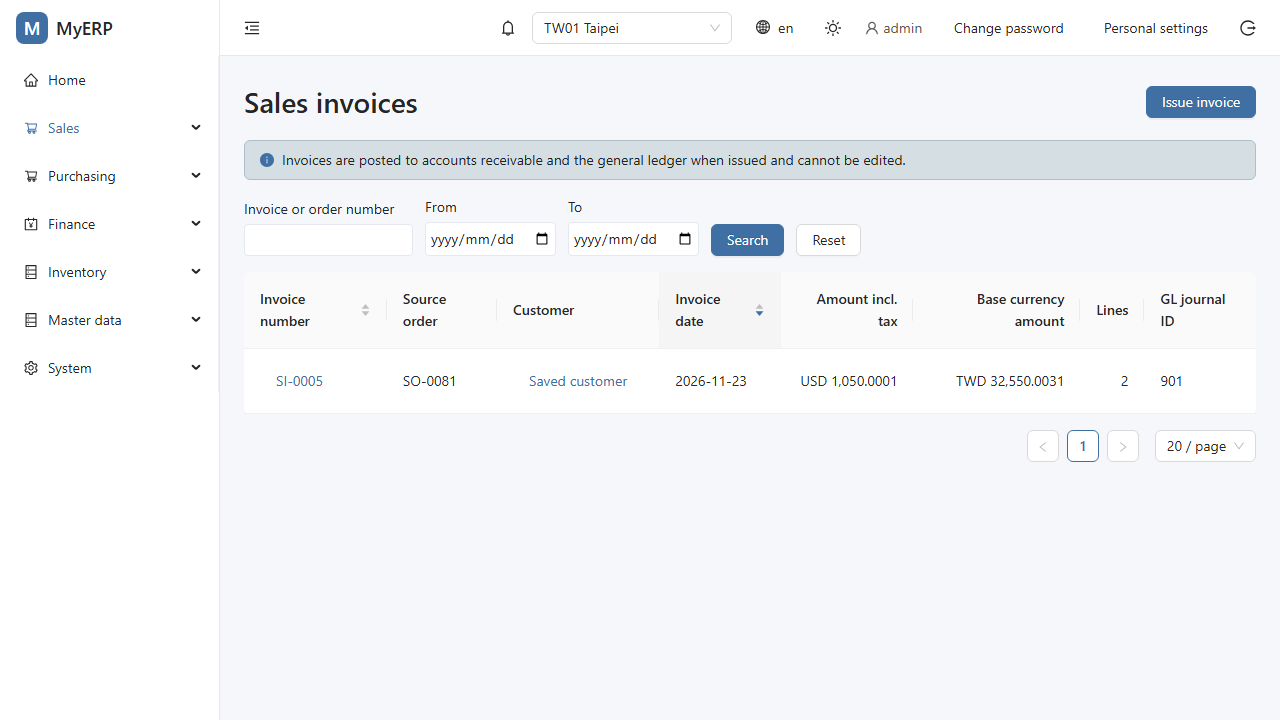 M MyERP
TW01 Taipei
en
admin
Change password
Personal settings
Home
Sales
Purchasing
Finance
Inventory
Master data
System
Sales invoices
Issue invoice
Invoices are posted to accounts receivable and the general ledger when issued and cannot be edited.
Invoice or order number
From
To
yyyy/mm/dd
yyyy/mm/dd
Search
Reset
Invoice number
Source order
Customer
Invoice date
Amount incl. tax
Base currency amount
Lines
GL journal ID
SI-0005
SO-0081
Saved customer
2026-11-23
USD 1,050.0001
TWD 32,550.0031
2
901
1
20 / page